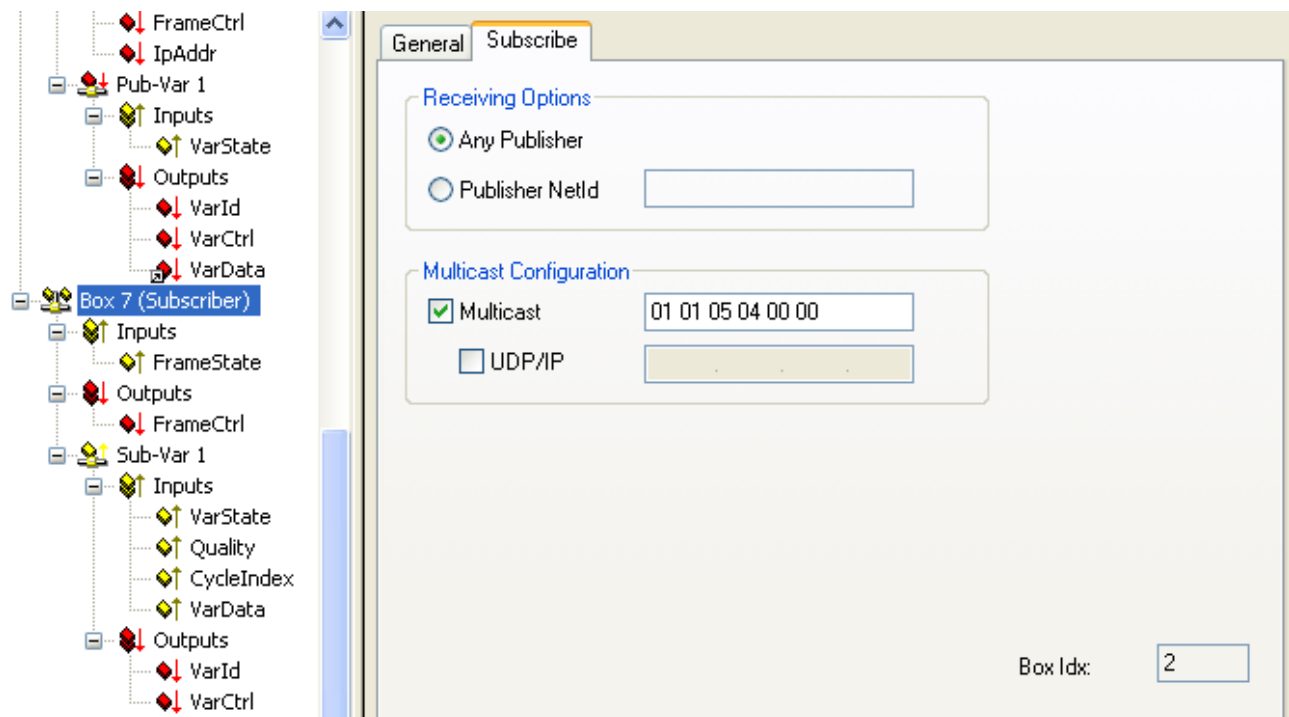 FrameCtrl
IpAddr
Pub-Var 1
Inputs
VarState
Outputs
VarId
VarCtrl
VarData
Box 7 (Subscriber)
Inputs
FrameState
Outputs
FrameCtrl
Sub-Var 1
Inputs
VarState
Quality
CycleIndex
VarData
Outputs
VarId
VarCtrl
General Subscribe
Receiving Options
Any Publisher
Publisher NetId
Multicast Configuration
Multicast 01 01 05 04 00 00
UDP/IP . . .
Box Idx: 2